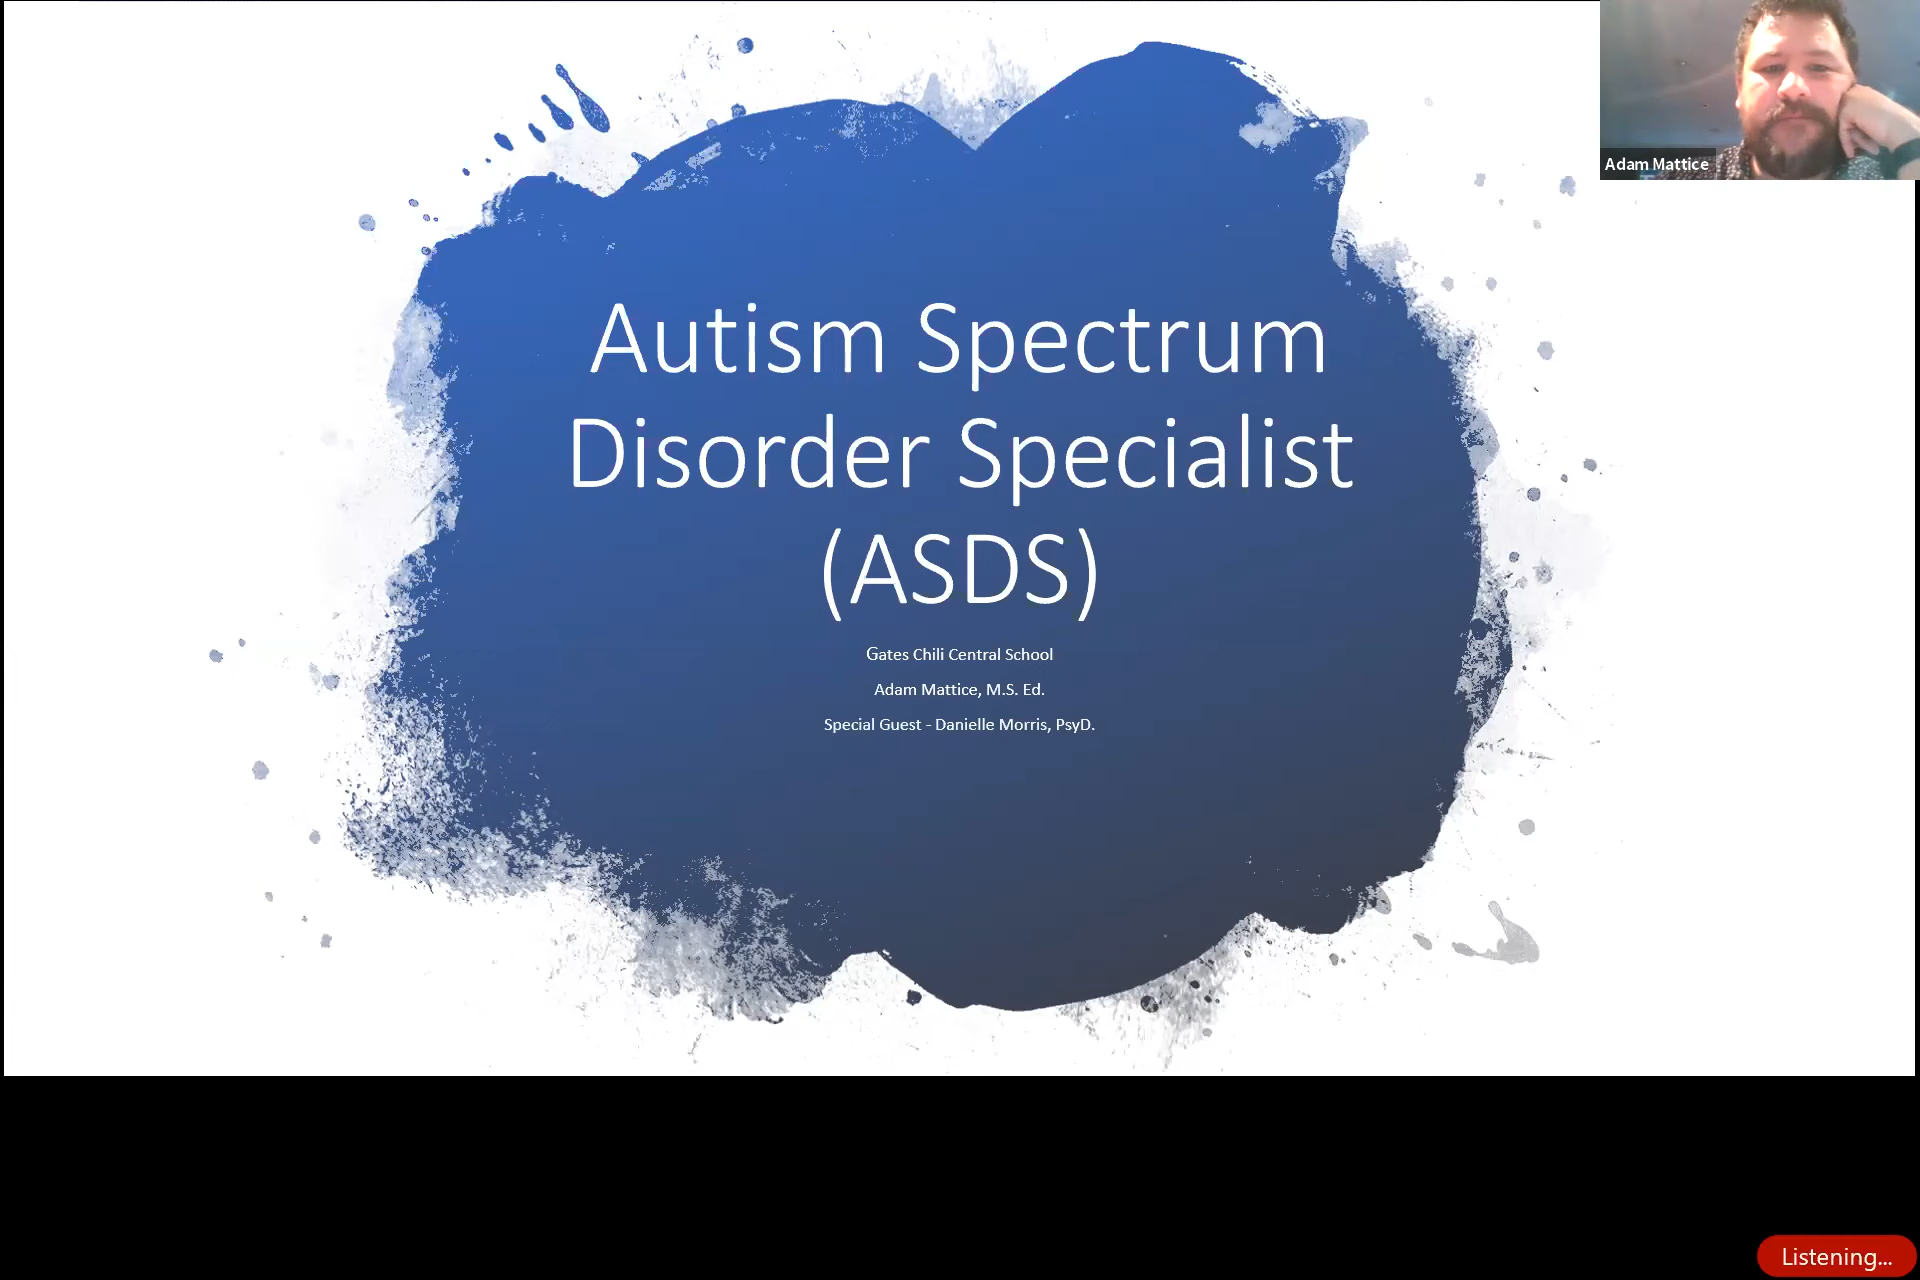 Adam Mattice
Autism Spectrum
Disorder Specialist
(ASDS)
Gates Chili Central School
Adam Mattice, M.S. Ed.
Special Guest - Danielle Morris, PsyD.
Listening...